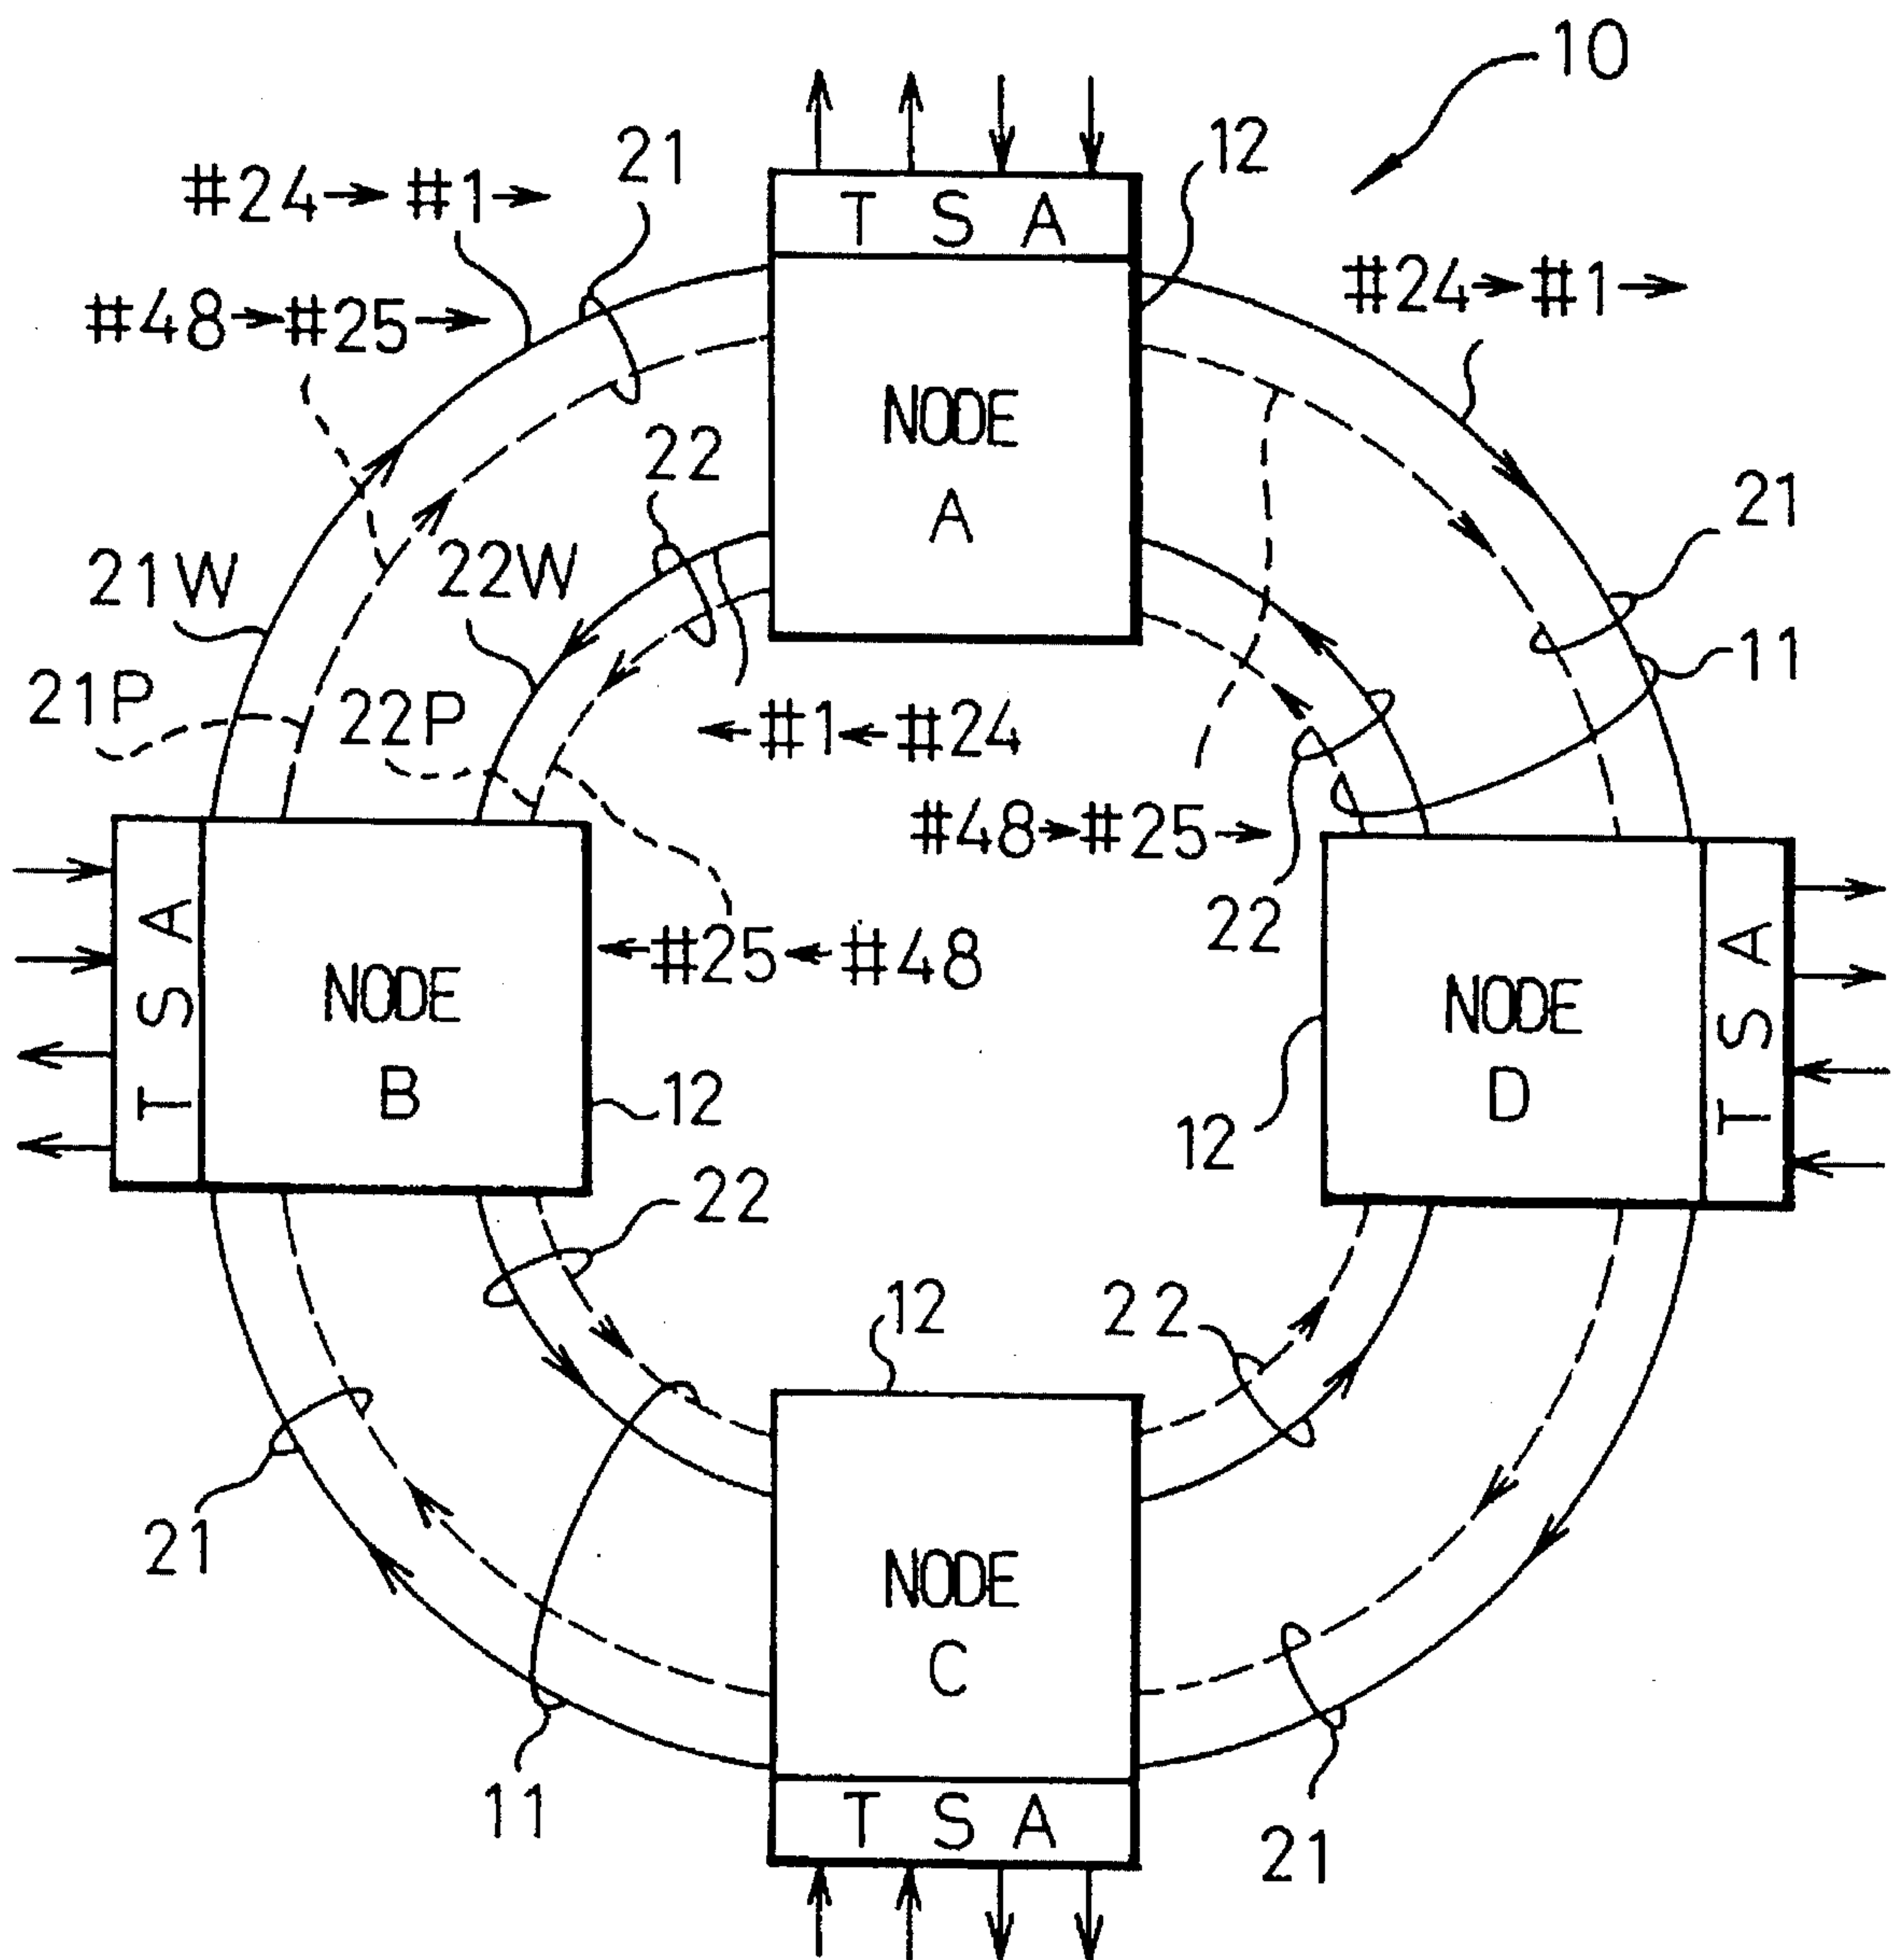 10
21
12
#24→#1→
T S A
#48→#25→
#24→#1→
NODE
A
22
21
21W
22W
11
21P
22P
←#1←#24
#48→#25→
22
←#25←#48
T S A
NODE
B
12
NODE
D
T S A
12
22
12
22
21
NODE
C
11
T S A
21